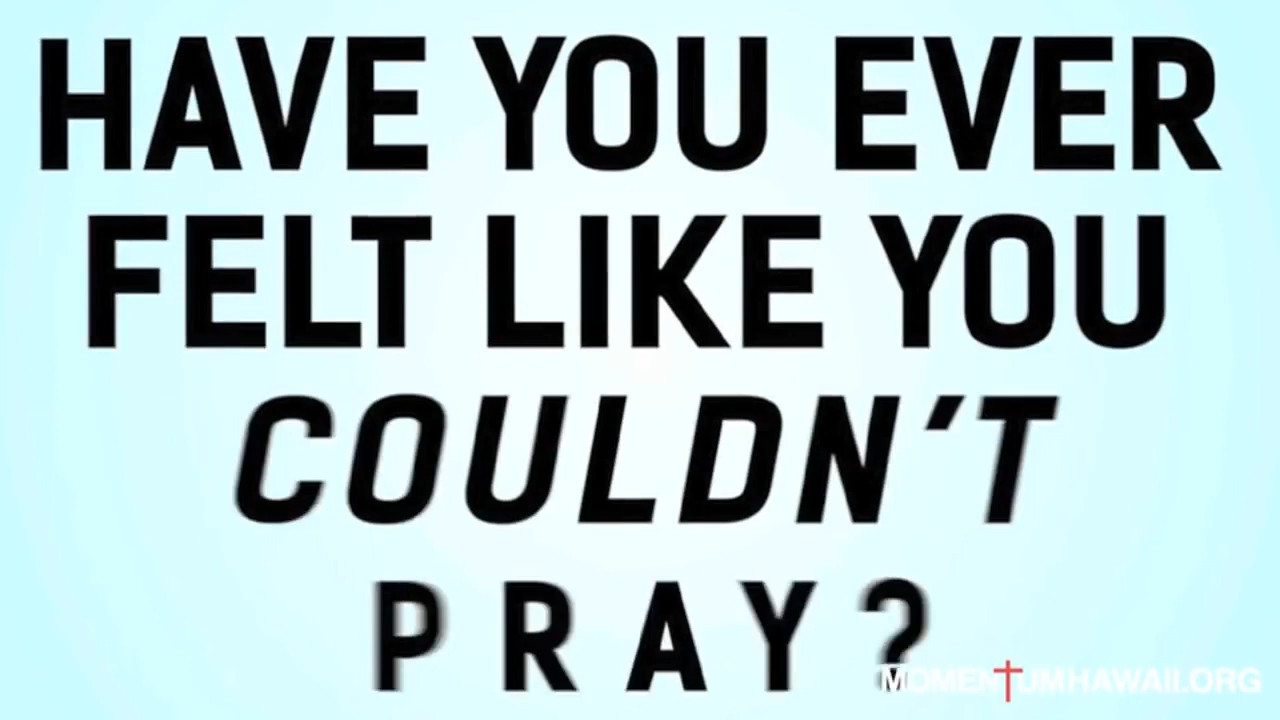 HAVE YOU EVER
FELT LIKE YOU
COULDN'T
PRAY?
MOMENTUMHAWAII.ORG